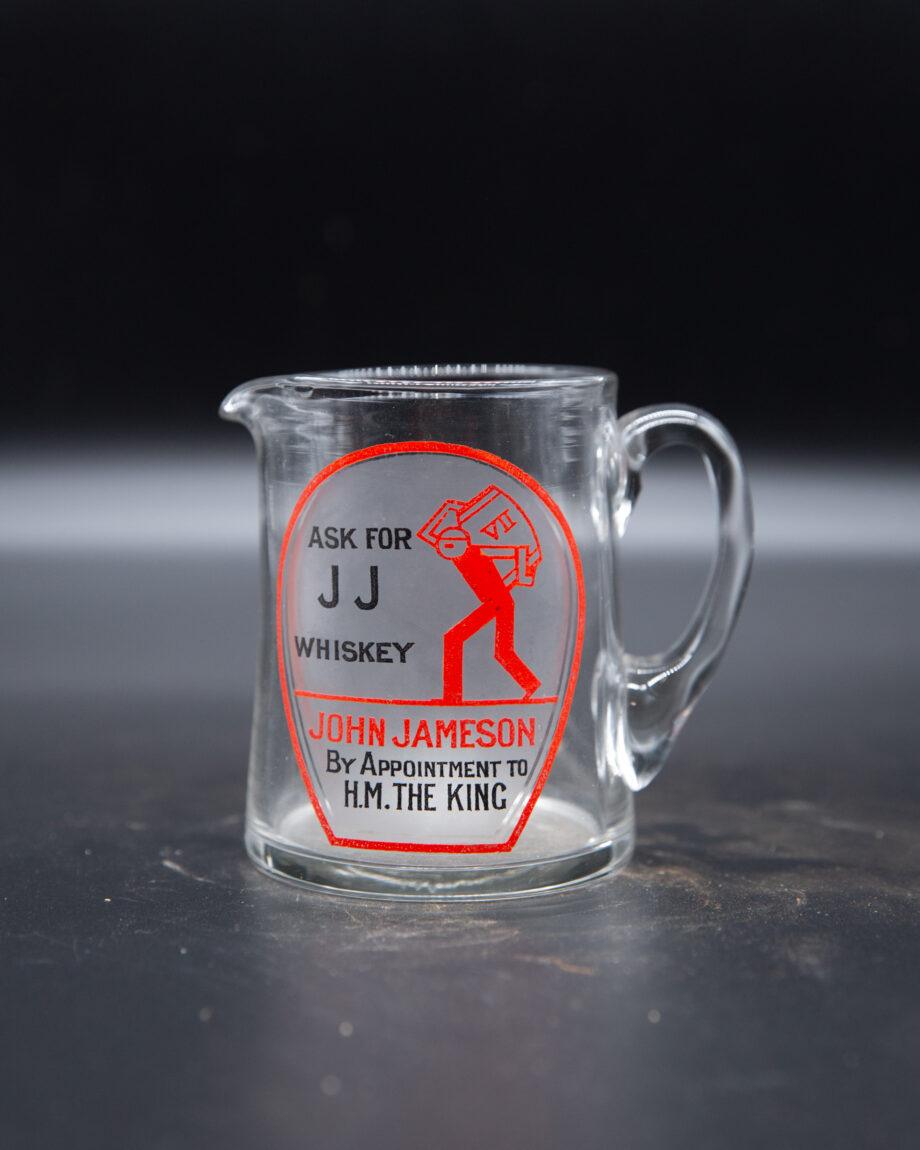 VII
ASK FOR
J J
WHISKEY
JOHN JAMESON
BY APPOINTMENT TO
H.M. THE KING